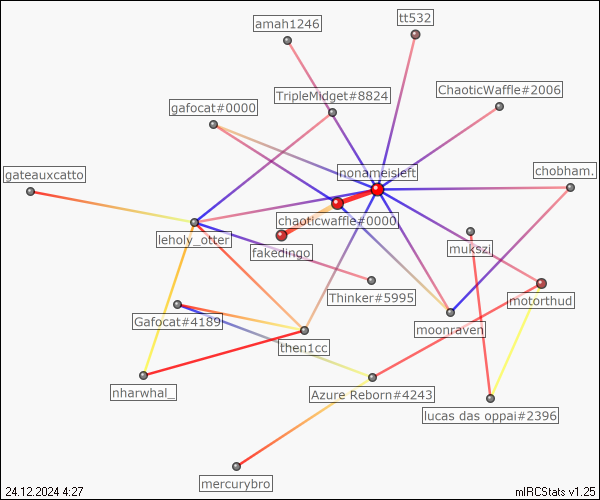 amah1246
tt532
TripleMidget#8824
ChaoticWaffle#2006
gafocat#0000
nonameisleft
chobham.
gateauxcatto
chaoticwaffle#0000
leholy_otter
fakedingo
mukszi
Thinker#5995
motorthud
Gafocat#4189
moonraven
then1cc
nharwhal_
Azure Reborn#4243
lucas das oppai#2396
mercurybro
24.12.2024 4:27
mIRCStats v1.25